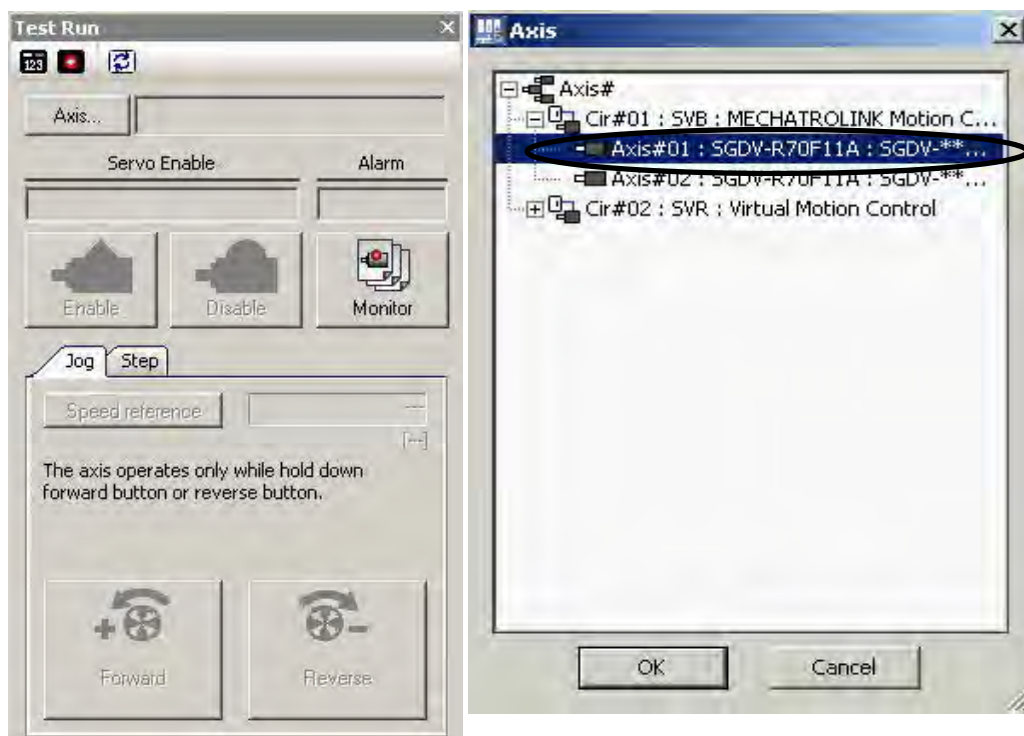 Test Run
123
Axis...
Servo Enable
Alarm
Enable
Disable
Monitor
Jog
Step
Speed reference
---
[---]
The axis operates only while hold down
forward button or reverse button.
+
-
Forward
Reverse
Axis
Axis#
Cir#01 : SVB : MECHATROLINK Motion C...
Axis#01 : SGDV-R70F11A : SGDV-**...
Axis#02 : SGDV-R70F11A : SGDV-**...
Cir#02 : SVR : Virtual Motion Control
OK
Cancel